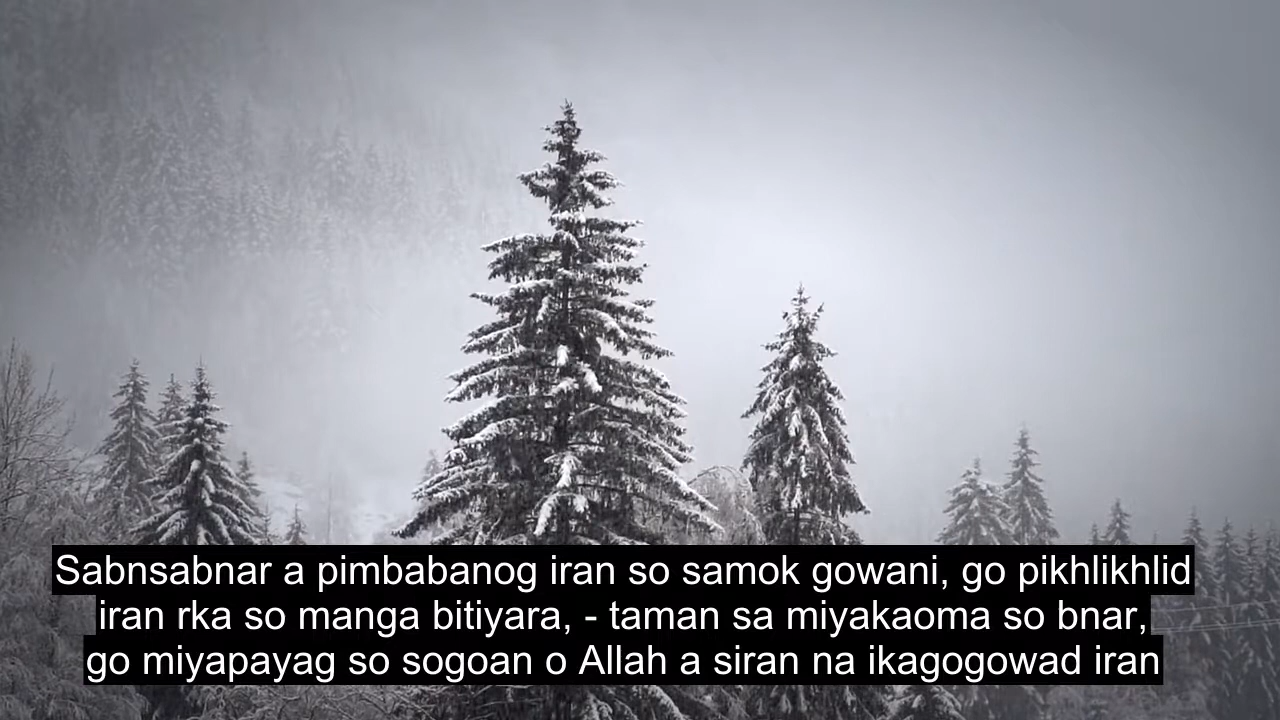 Sabnsabnar a pimbabanog iran so samok gowani, go pikhlikhlid
iran rka so manga bitiyara, - taman sa miyakaoma so bnar,
go miyapayag so sogoan o Allah a siran na ikagogowad iran